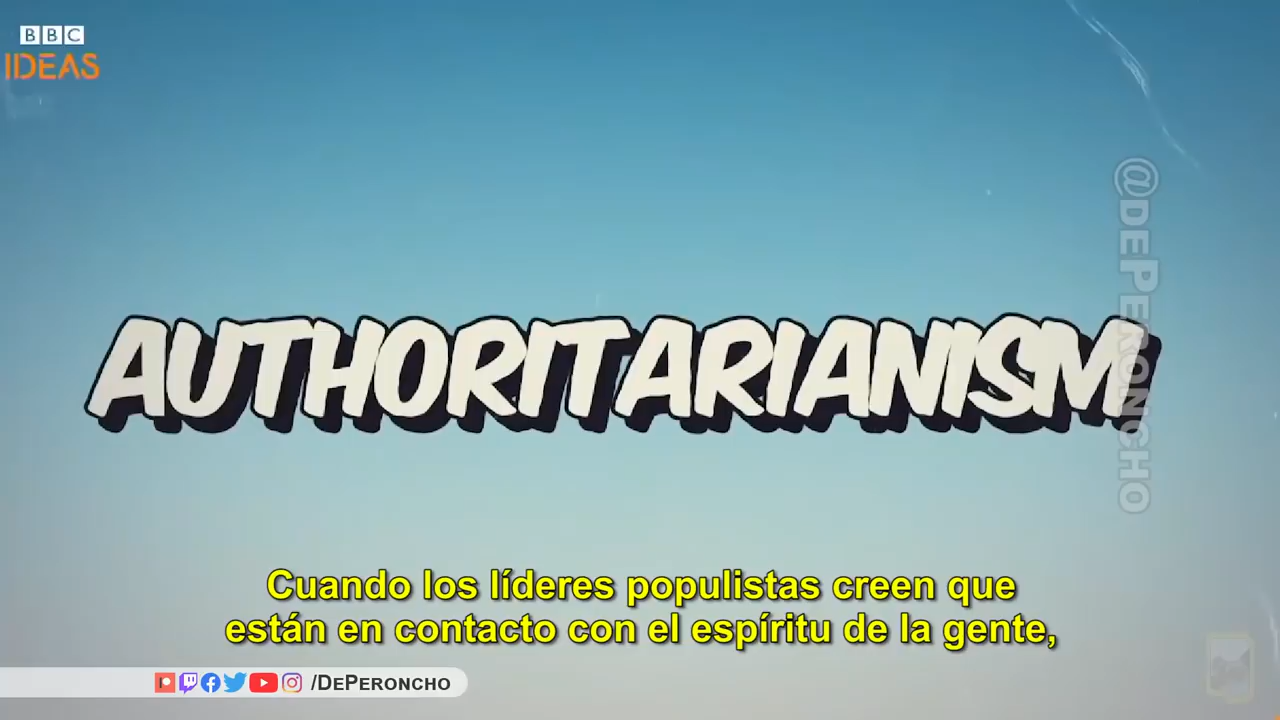 BBC
IDEAS
@DEPERONCHO
AUTHORITARIANISM
Cuando los líderes populistas creen que
están en contacto con el espíritu de la gente,
/DEPERONCHO